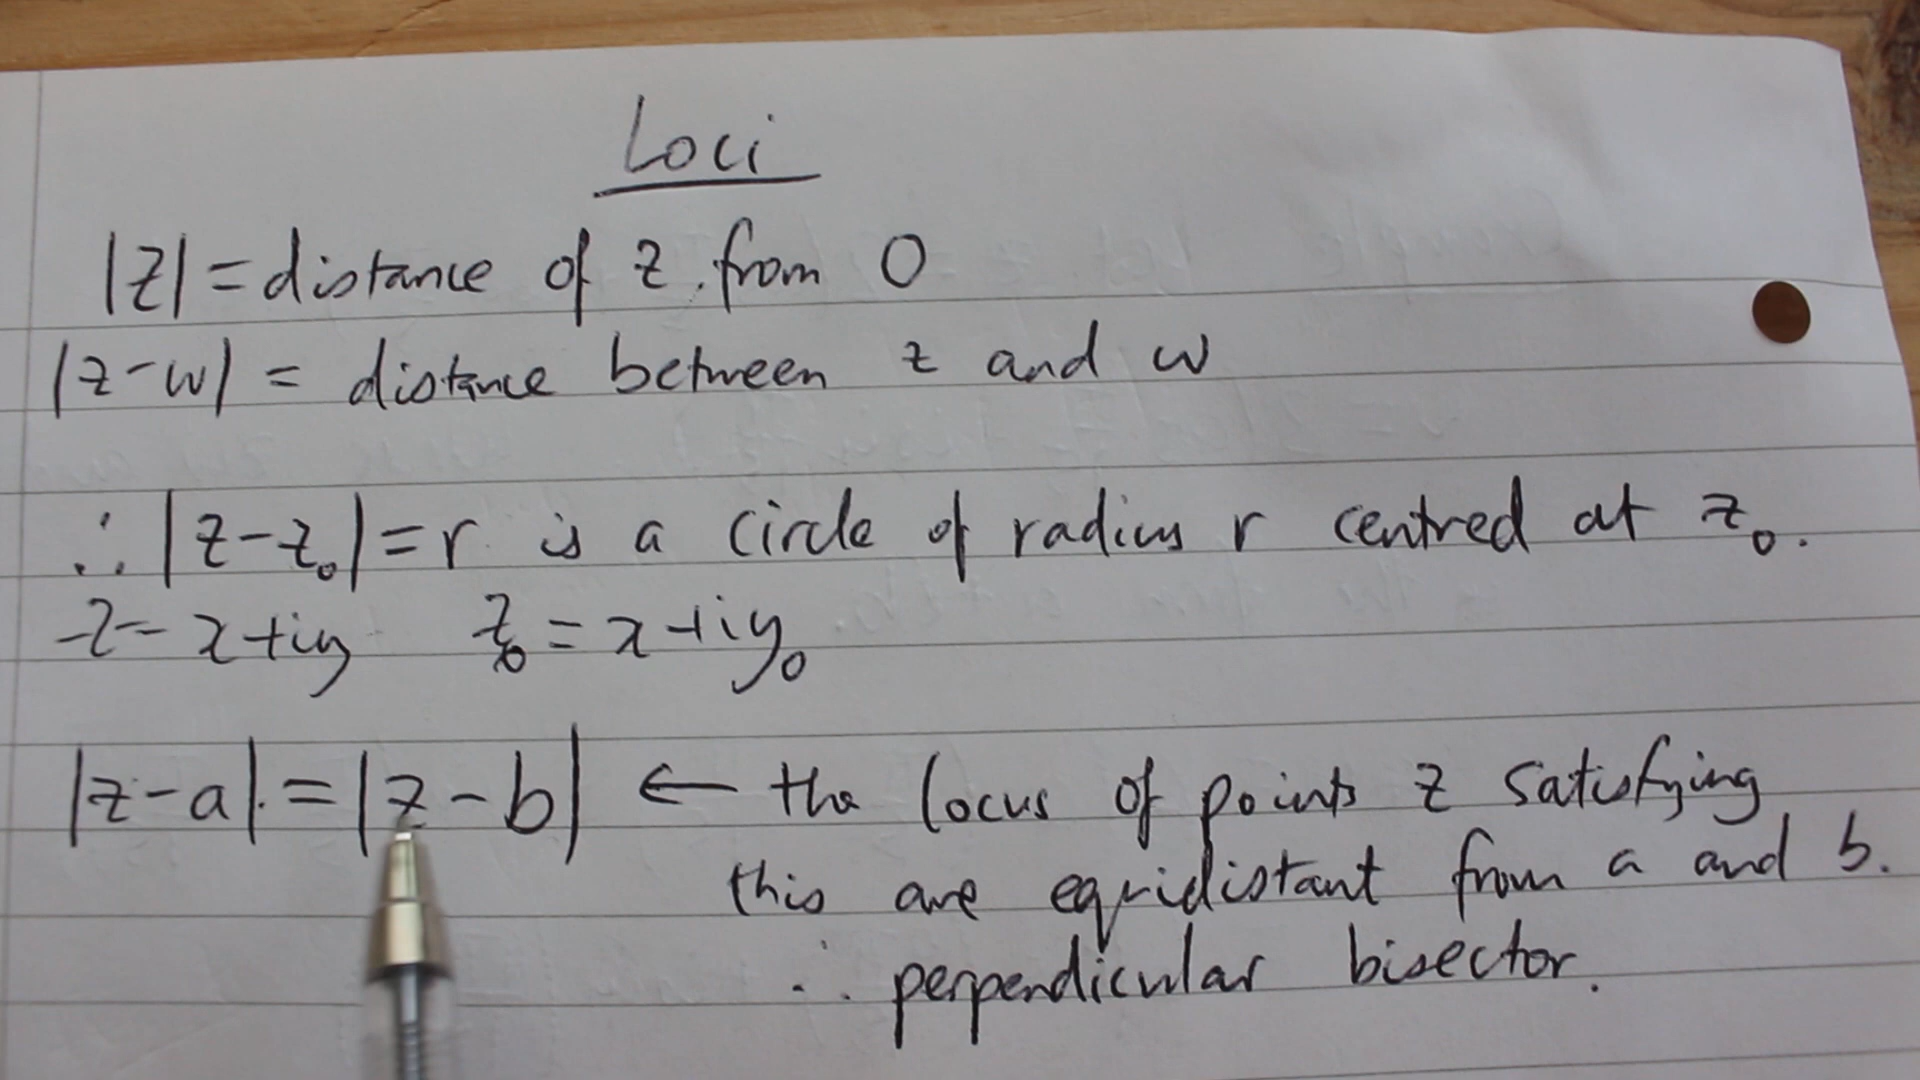 Loci
|z| = distance of z from 0
|z-w| = distance between z and w
∴ |z-z₀| = r is a circle of radius r centred at z₀.
z = x+iy z₀ = x+iy₀
|z-a| = |z-b| ← the locus of points z satisfying
this are equidistant from a and b.
∴ perpendicular bisector.